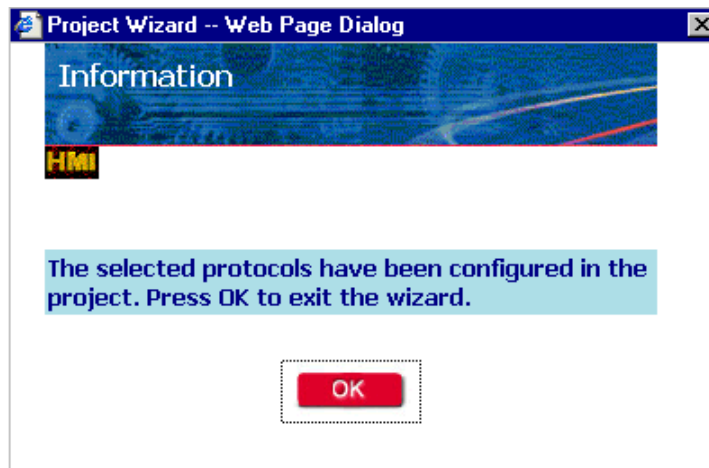 Project Wizard -- Web Page Dialog
Information
HMI
The selected protocols have been configured in the
project. Press OK to exit the wizard.
OK